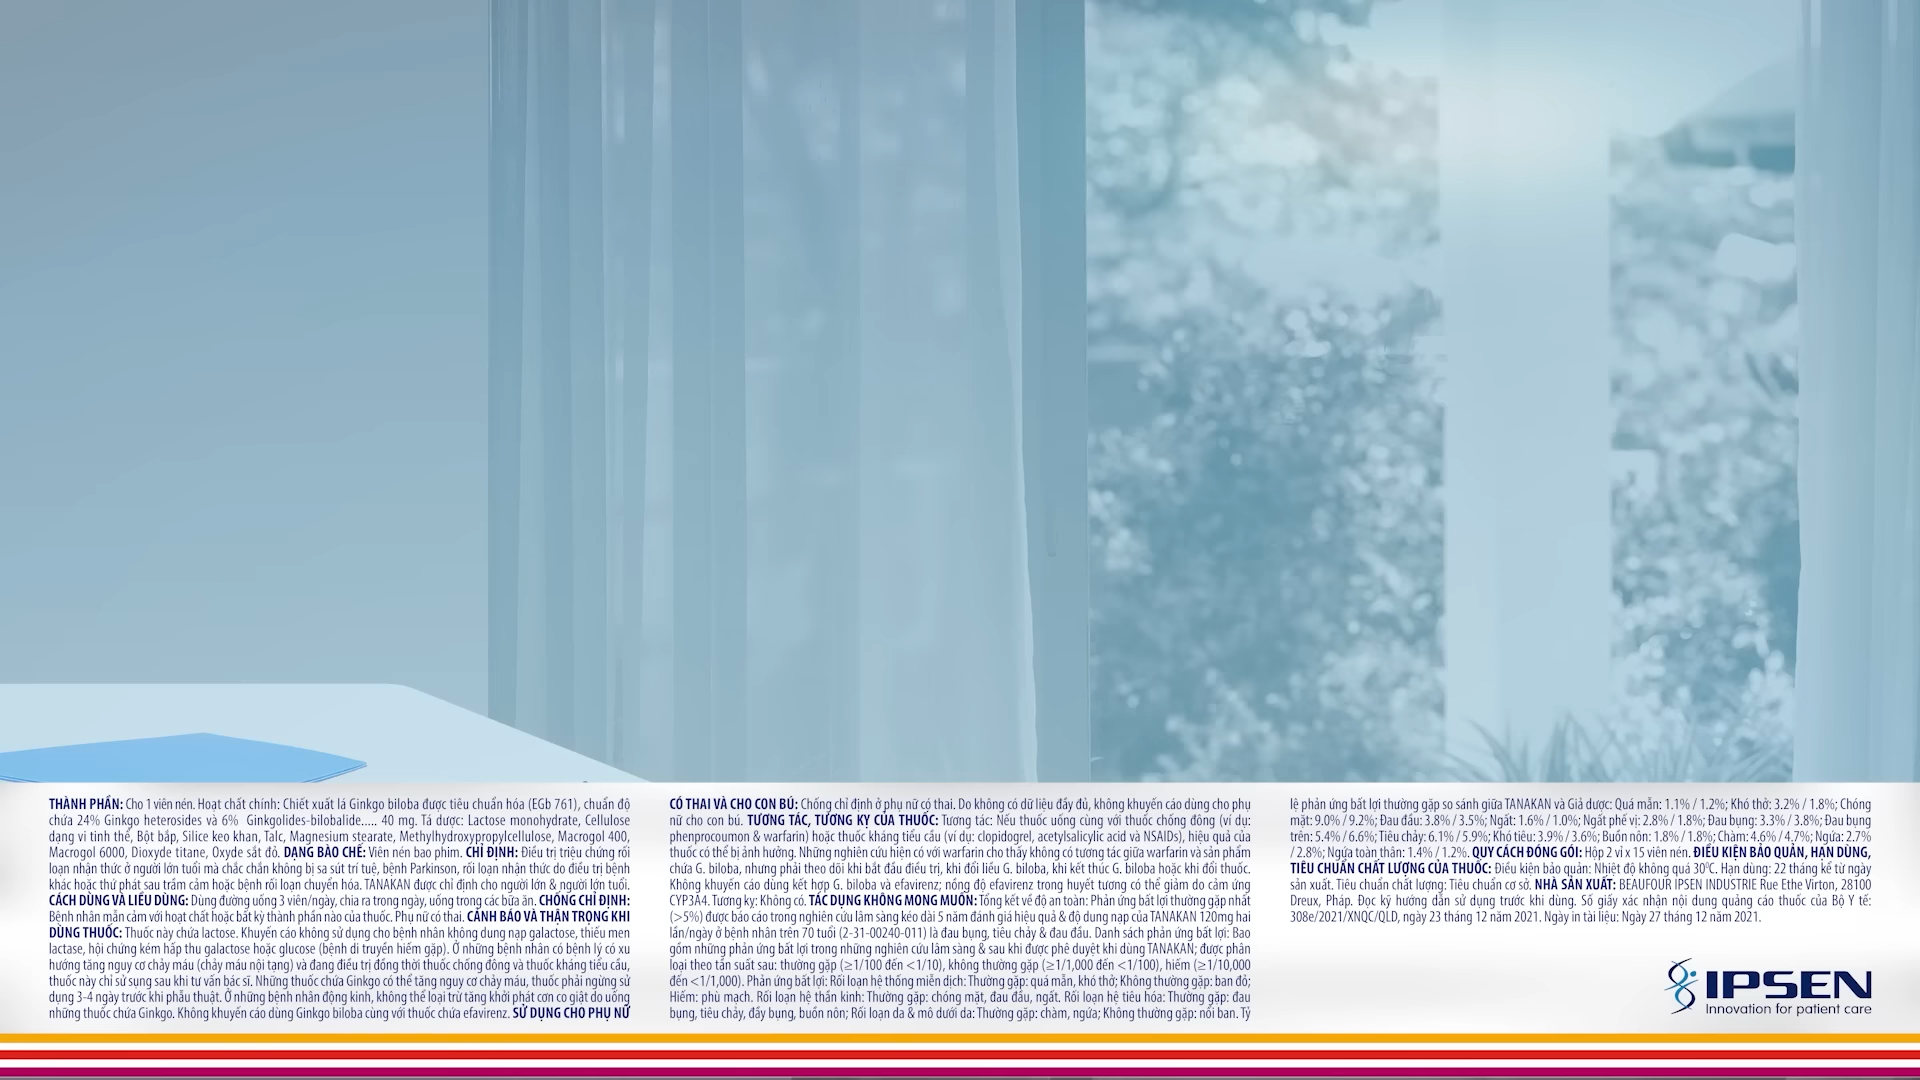 THÀNH PHẦN: Cho 1 viên nén. Hoạt chất chính: Chiết xuất lá Ginkgo biloba được tiêu chuẩn hóa (EGb 761), chuẩn độ
chứa 24% Ginkgo heterosides và 6% Ginkgolides-bilobalide..... 40 mg. Tá dược: Lactose monohydrate, Cellulose
dạng vi tinh thể, Bột bắp, Silice keo khan, Talc, Magnesium stearate, Methylhydroxypropylcellulose, Macrogol 400,
Macrogol 6000, Dioxyde titane, Oxyde sắt đỏ. DẠNG BÀO CHẾ: Viên nén bao phim. CHỈ ĐỊNH: Điều trị triệu chứng rối
loạn nhận thức ở người lớn tuổi mà chắc chắn không bị sa sút trí tuệ, bệnh Parkinson, rối loạn nhận thức do điều trị bệnh
khác hoặc thứ phát sau trầm cảm hoặc bệnh rối loạn chuyển hóa. TANAKAN được chỉ định cho người lớn & người lớn tuổi.
CÁCH DÙNG VÀ LIỀU DÙNG: Dùng đường uống 3 viên/ngày, chia ra trong ngày, uống trong các bữa ăn. CHỐNG CHỈ ĐỊNH:
Bệnh nhân mẫn cảm với hoạt chất hoặc bất kỳ thành phần nào của thuốc. Phụ nữ có thai. CẢNH BÁO VÀ THẬN TRỌNG KHI
DÙNG THUỐC: Thuốc này chứa lactose. Khuyến cáo không sử dụng cho bệnh nhân không dung nạp galactose, thiếu men
lactase, hội chứng kém hấp thu galactose hoặc glucose (bệnh di truyền hiếm gặp). Ở những bệnh nhân có bệnh lý có xu
hướng tăng nguy cơ chảy máu (chảy máu nội tạng) và đang điều trị đồng thời thuốc chống đông và thuốc kháng tiểu cầu,
thuốc này chỉ sử sụng sau khi tư vấn bác sĩ. Những thuốc chứa Ginkgo có thể tăng nguy cơ chảy máu, thuốc phải ngừng sử
dụng 3-4 ngày trước khi phẫu thuật. Ở những bệnh nhân động kinh, không thể loại trừ tăng khởi phát cơn co giật do uống
những thuốc chứa Ginkgo. Không khuyến cáo dùng Ginkgo biloba cùng với thuốc chứa efavirenz. SỬ DỤNG CHO PHỤ NỮ
CÓ THAI VÀ CHO CON BÚ: Chống chỉ định ở phụ nữ có thai. Do không có dữ liệu đầy đủ, không khuyến cáo dùng cho phụ
nữ cho con bú. TƯƠNG TÁC, TƯƠNG KỴ CỦA THUỐC: Tương tác: Nếu thuốc uống cùng với thuốc chống đông (ví dụ:
phenprocoumon & warfarin) hoặc thuốc kháng tiểu cầu (ví dụ: clopidogrel, acetylsalicylic acid và NSAIDs), hiệu quả của
thuốc có thể bị ảnh hưởng. Những nghiên cứu hiện có với warfarin cho thấy không có tương tác giữa warfarin và sản phẩm
chứa G. biloba, nhưng phải theo dõi khi bắt đầu điều trị, khi đổi liều G. biloba, khi kết thúc G. biloba hoặc khi đổi thuốc.
Không khuyến cáo dùng kết hợp G. biloba và efavirenz; nồng độ efavirenz trong huyết tương có thể giảm do cảm ứng
CYP3A4. Tương kỵ: Không có. TÁC DỤNG KHÔNG MONG MUỐN: Tổng kết về độ an toàn: Phản ứng bất lợi thường gặp nhất
(>5%) được báo cáo trong nghiên cứu lâm sàng kéo dài 5 năm đánh giá hiệu quả & độ dung nạp của TANAKAN 120mg hai
lần/ngày ở bệnh nhân trên 70 tuổi (2-31-00240-011) là đau bụng, tiêu chảy & đau đầu. Danh sách phản ứng bất lợi: Bao
gồm những phản ứng bất lợi trong những nghiên cứu lâm sàng & sau khi được phê duyệt khi dùng TANAKAN; được phân
loại theo tần suất sau: thường gặp (≥1/100 đến <1/10), không thường gặp (≥1/1,000 đến <1/100), hiếm (≥1/10,000
đến <1/1,000). Phản ứng bất lợi: Rối loạn hệ thống miễn dịch: Thường gặp: quá mẫn, khó thở; Không thường gặp: ban đỏ;
Hiếm: phù mạch. Rối loạn hệ thần kinh: Thường gặp: chóng mặt, đau đầu, ngất. Rối loạn hệ tiêu hóa: Thường gặp: đau
bụng, tiêu chảy, đầy bụng, buồn nôn; Rối loạn da & mô dưới da: Thường gặp: chàm, ngứa; Không thường gặp: nổi ban. Tỷ
lệ phản ứng bất lợi thường gặp so sánh giữa TANAKAN và Giả dược: Quá mẫn: 1.1% / 1.2%; Khó thở: 3.2% / 1.8%; Chóng
mặt: 9.0% / 9.2%; Đau đầu: 3.8% / 3.5%; Ngất: 1.6% / 1.0%; Ngất phế vị: 2.8% / 1.8%; Đau bụng: 3.3% / 3.8%; Đau bụng
trên: 5.4% / 6.6%; Tiêu chảy: 6.1% / 5.9%; Khó tiêu: 3.9% / 3.6%; Buồn nôn: 1.8% / 1.8%; Chàm: 4.6% / 4.7%; Ngứa: 2.7%
/ 2.8%; Ngứa toàn thân: 1.4% / 1.2%. QUY CÁCH ĐÓNG GÓI: Hộp 2 vỉ x 15 viên nén. ĐIỀU KIỆN BẢO QUẢN, HẠN DÙNG,
TIÊU CHUẨN CHẤT LƯỢNG CỦA THUỐC: Điều kiện bảo quản: Nhiệt độ không quá 30°C. Hạn dùng: 22 tháng kể từ ngày
sản xuất. Tiêu chuẩn chất lượng: Tiêu chuẩn cơ sở. NHÀ SẢN XUẤT: BEAUFOUR IPSEN INDUSTRIE Rue Ethe Virton, 28100
Dreux, Pháp. Đọc kỹ hướng dẫn sử dụng trước khi dùng. Số giấy xác nhận nội dung quảng cáo thuốc của Bộ Y tế:
308e/2021/XNQC/QLD, ngày 23 tháng 12 năm 2021. Ngày in tài liệu: Ngày 27 tháng 12 năm 2021.
IPSEN
Innovation for patient care